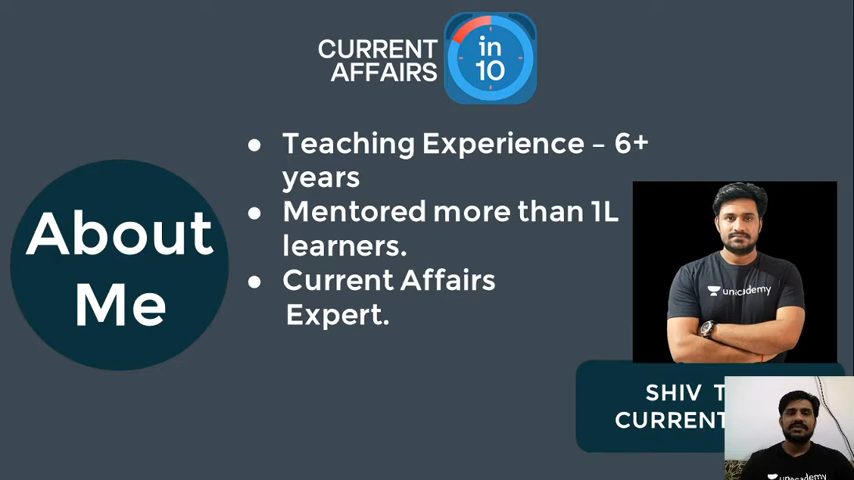 CURRENT
AFFAIRS
in
10
● Teaching Experience – 6+
years
● Mentored more than 1L
learners.
● Current Affairs
Expert.
About
Me
unacademy
SHIV
CURRENT
unacademy